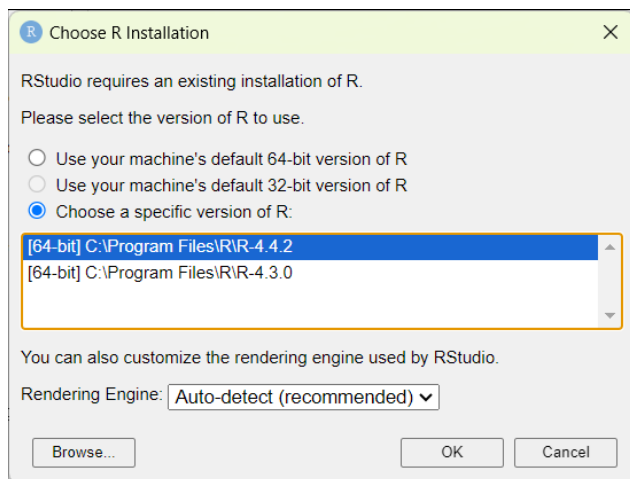 R Choose R Installation
RStudio requires an existing installation of R.
Please select the version of R to use.
Use your machine's default 64-bit version of R
Use your machine's default 32-bit version of R
Choose a specific version of R:
[64-bit] C:\Program Files\R\R-4.4.2
[64-bit] C:\Program Files\R\R-4.3.0
You can also customize the rendering engine used by RStudio.
Rendering Engine: Auto-detect (recommended)
Browse... OK Cancel